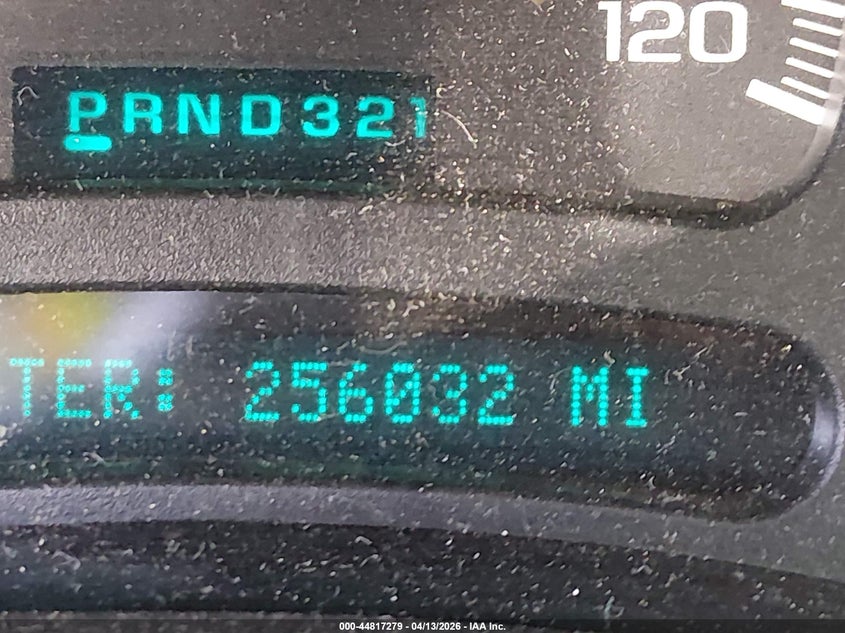 120
PRND321
TER: 256032 MI
000-44817279 - 04/13/2026 - IAA Inc.